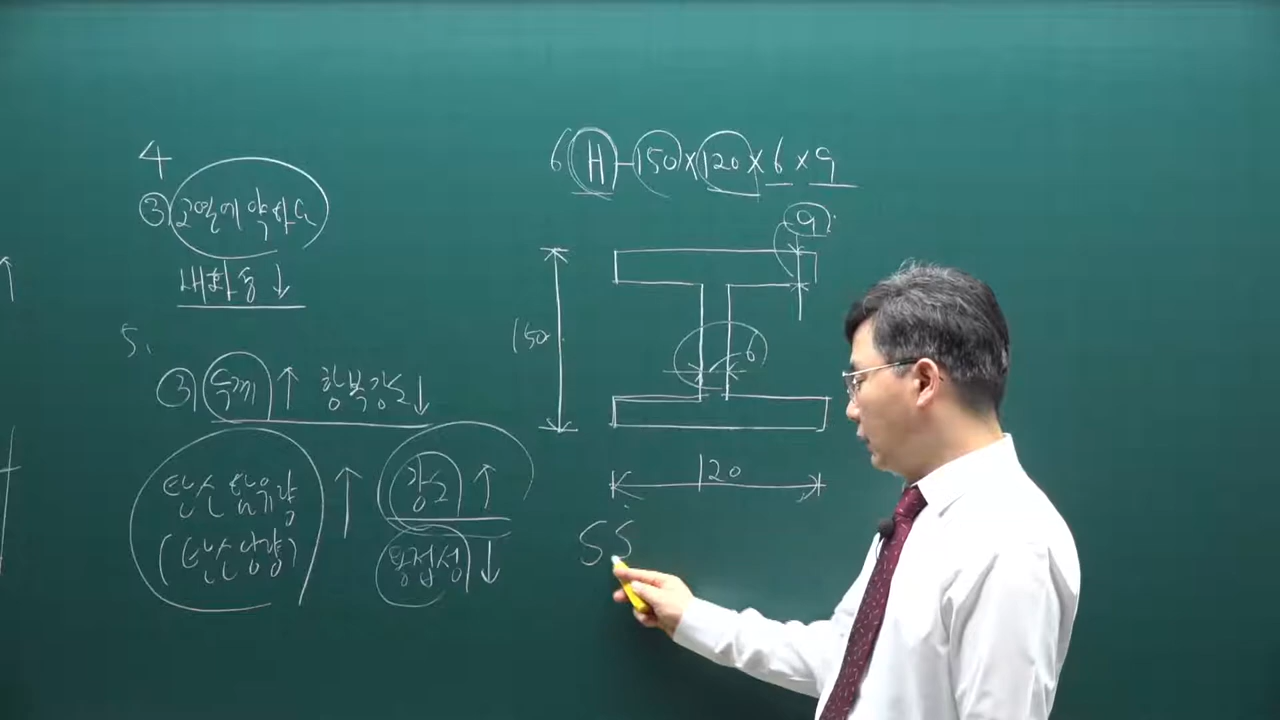 4
③ 고열에 약하다
내화성 ↓
5.
③ 두께 ↑ 항복강도 ↓
탄소함유량 ↑ 강도 ↑
(탄소당량) 용접성 ↓
6 H-150×120×6×9
9
150
6
120
SS